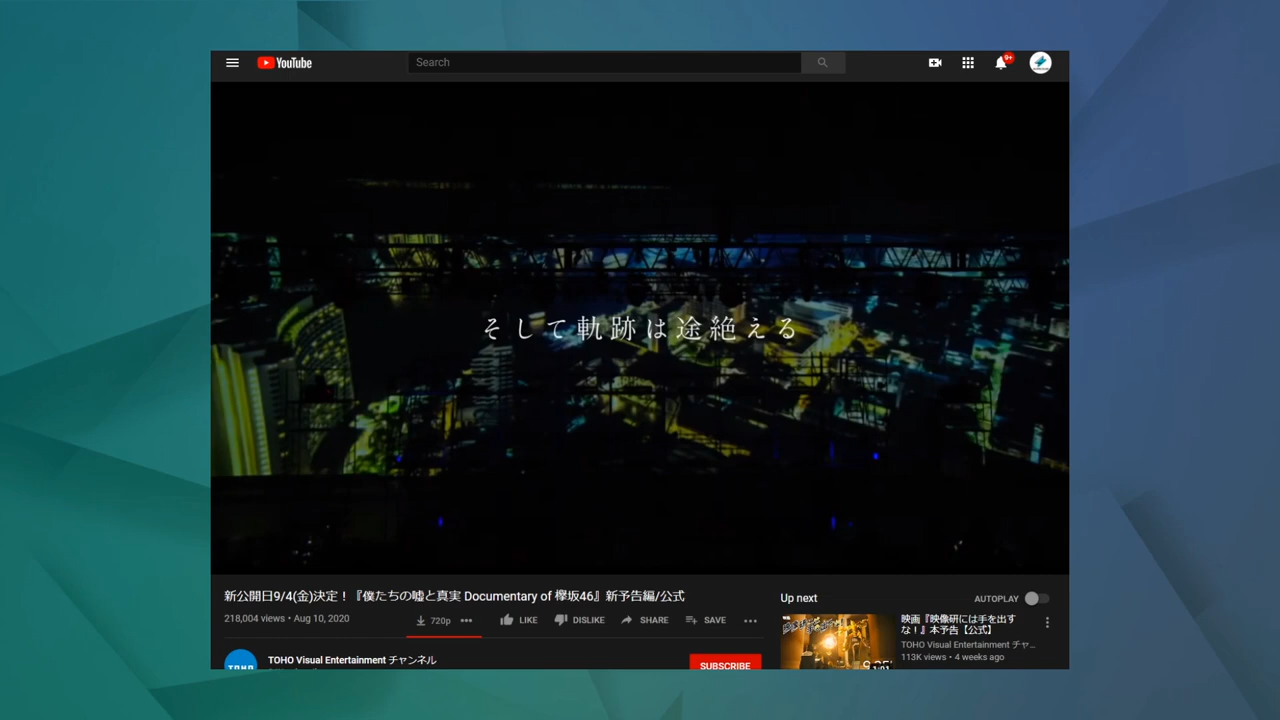 YouTube
Search
9+
そして軌跡は途絶える
新公開日9/4(金)決定！『僕たちの嘘と真実 Documentary of 欅坂46』新予告編/公式
218,004 views • Aug 10, 2020
720p
LIKE
DISLIKE
SHARE
SAVE
TOHO
TOHO Visual Entertainment チャンネル
SUBSCRIBE
Up next
AUTOPLAY
映画『映像研には手を出す
な！』本予告【公式】
TOHO Visual Entertainment チャ...
113K views • 4 weeks ago